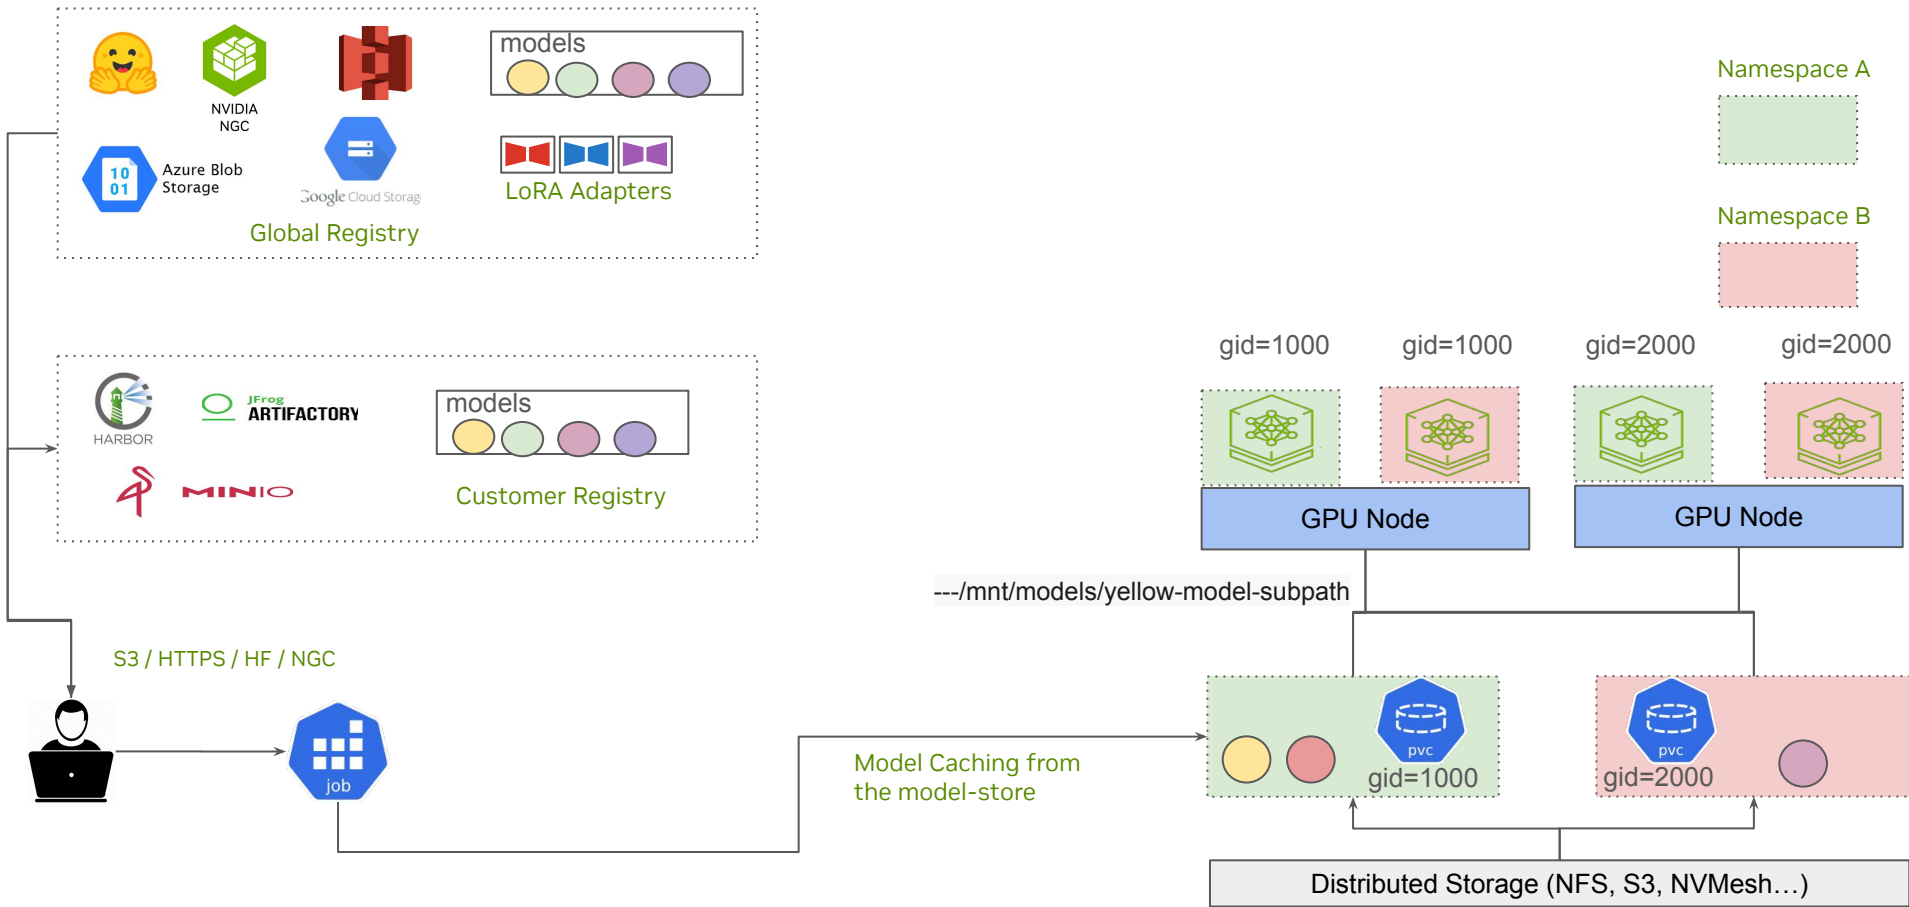 NVIDIA
NGC
models
10
01
Azure Blob
Storage
Google Cloud Storag
LoRA Adapters
Global Registry
Namespace A
Namespace B
gid=1000
gid=1000
gid=2000
gid=2000
HARBOR
JFrog
ARTIFACTORY
models
MINIO
Customer Registry
GPU Node
GPU Node
---/mnt/models/yellow-model-subpath
S3 / HTTPS / HF / NGC
job
Model Caching from
the model-store
pvc
gid=1000
pvc
gid=2000
Distributed Storage (NFS, S3, NVMesh…)